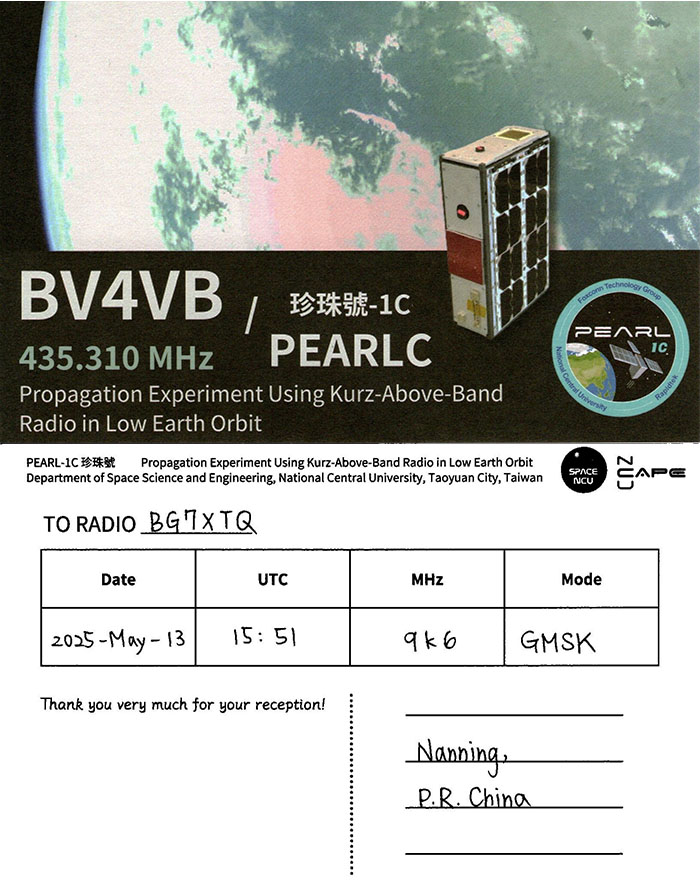 BV4VB / 珍珠號-1C
435.310 MHz PEARLC
Propagation Experiment Using Kurz-Above-Band
Radio in Low Earth Orbit
Foxconn Technology Group
PEARL
1C
National Central University
Rapidtek
PEARL-1C 珍珠號 Propagation Experiment Using Kurz-Above-Band Radio in Low Earth Orbit
Department of Space Science and Engineering, National Central University, Taoyuan City, Taiwan
SPACE
NCU
NCU
CAPE
TO RADIO BG7XTQ
Date UTC MHz Mode
2025-May-13 15:51 9k6 GMSK
Thank you very much for your reception!
Nanning,
P.R. China